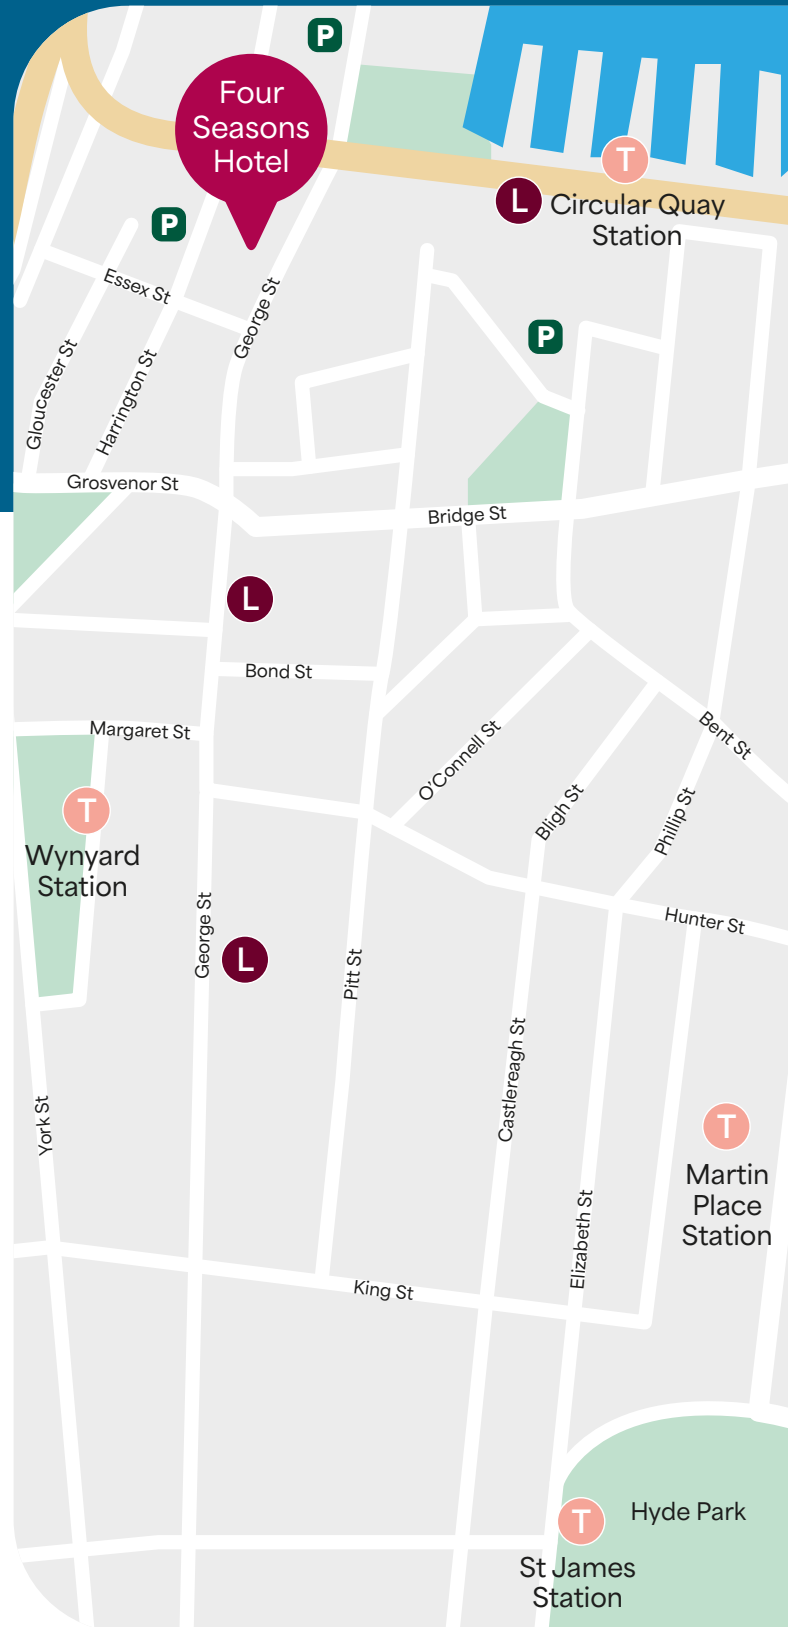 P
Four
Seasons
Hotel
T
L
Circular Quay
Station
P
Essex St
George St
P
Gloucester St
Harrington St
Grosvenor St
Bridge St
L
Bond St
Margaret St
Bent St
O'Connell St
Bligh St
Phillip St
T
Wynyard
Station
Hunter St
George St
L
Pitt St
Castlereagh St
York St
T
Martin
Place
Station
Elizabeth St
King St
Hyde Park
T
St James
Station